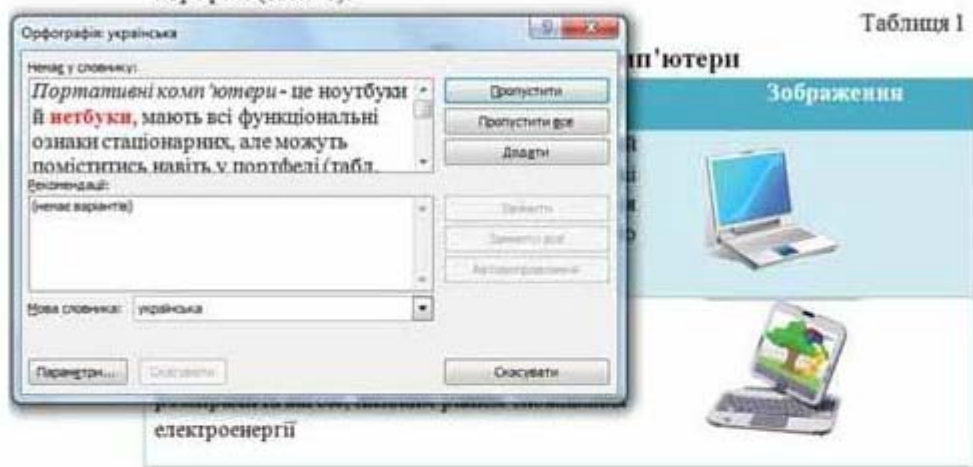 Таблиця 1
мп'ютери
Зображення
Орфографія: українська
Немає у словнику:
Портативні комп'ютери - це ноутбуки
й нетбуки, мають всі функціональні
ознаки стаціонарних, але можуть
поміститись навіть у портфелі (табл.
Пропустити
Пропустити все
Додати
Рекомендації:
(немає варіантів)
Замінити
Замінити все
Автовиправлення
Мова словника:
українська
Параметри...
Скасувати
Скасувати
електроенергії